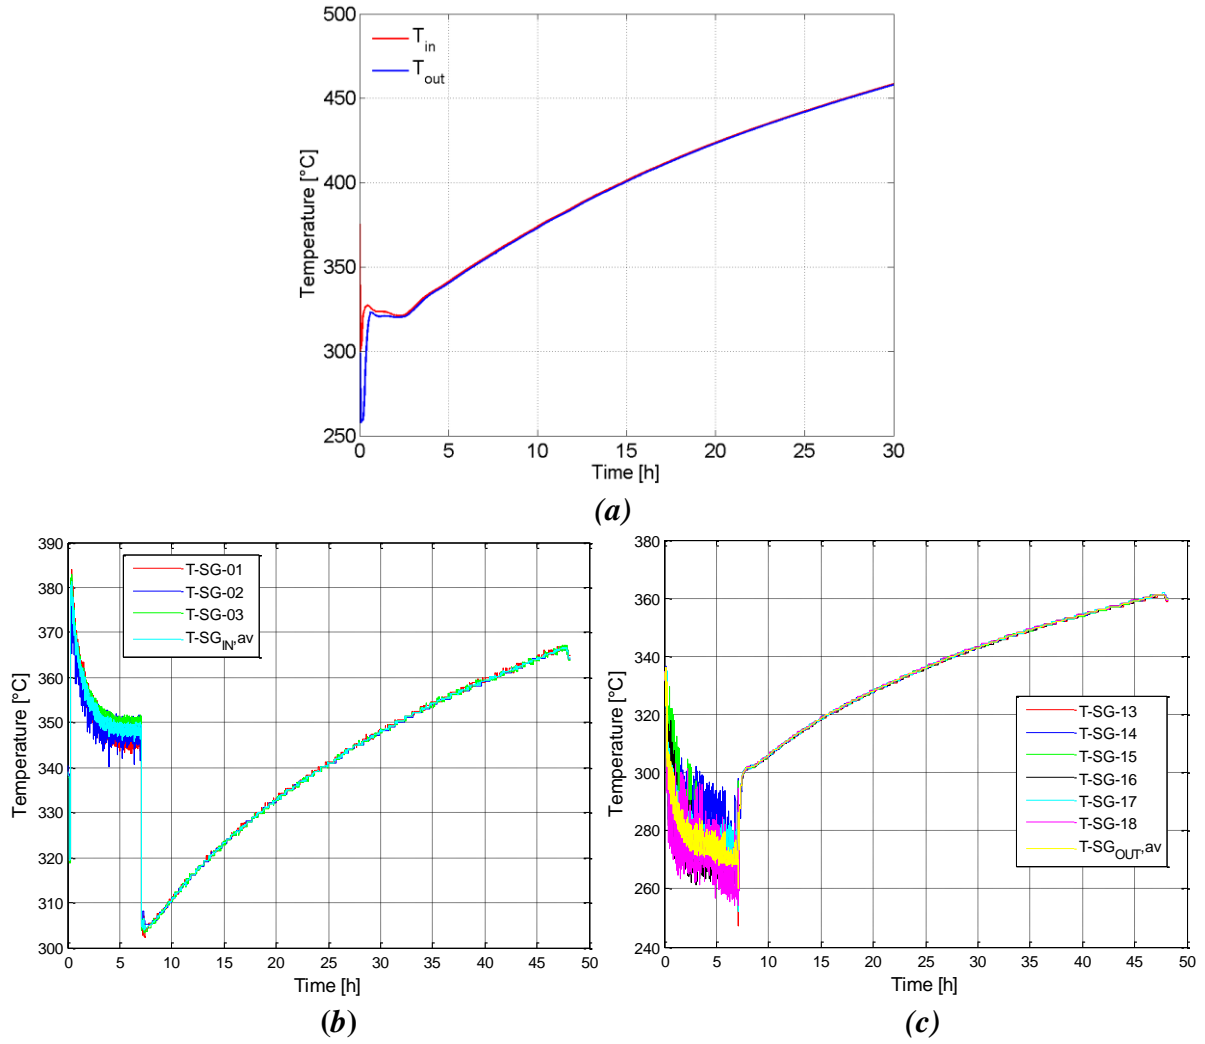 500
450
400
350
300
250
Temperature [°C]
T_in
T_out
0 5 10 15 20 25 30
Time [h]
(a)
390
380
370
360
350
340
330
320
310
300
Temperature [°C]
T-SG-01
T-SG-02
T-SG-03
T-SG_IN,av
0 5 10 15 20 25 30 35 40 45 50
Time [h]
(b)
380
360
340
320
300
280
260
240
Temperature [°C]
T-SG-13
T-SG-14
T-SG-15
T-SG-16
T-SG-17
T-SG-18
T-SG_OUT,av
0 5 10 15 20 25 30 35 40 45 50
Time [h]
(c)